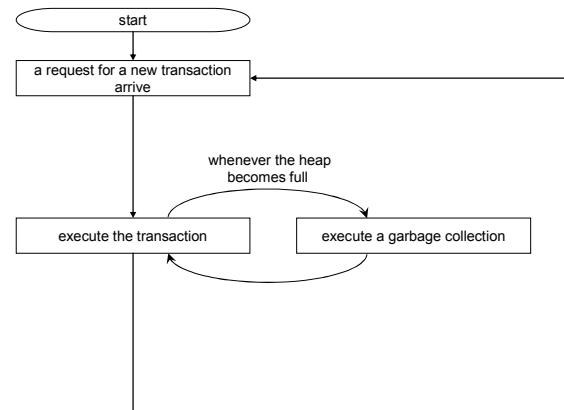 start
a request for a new transaction
arrive
whenever the heap
becomes full
execute the transaction
execute a garbage collection